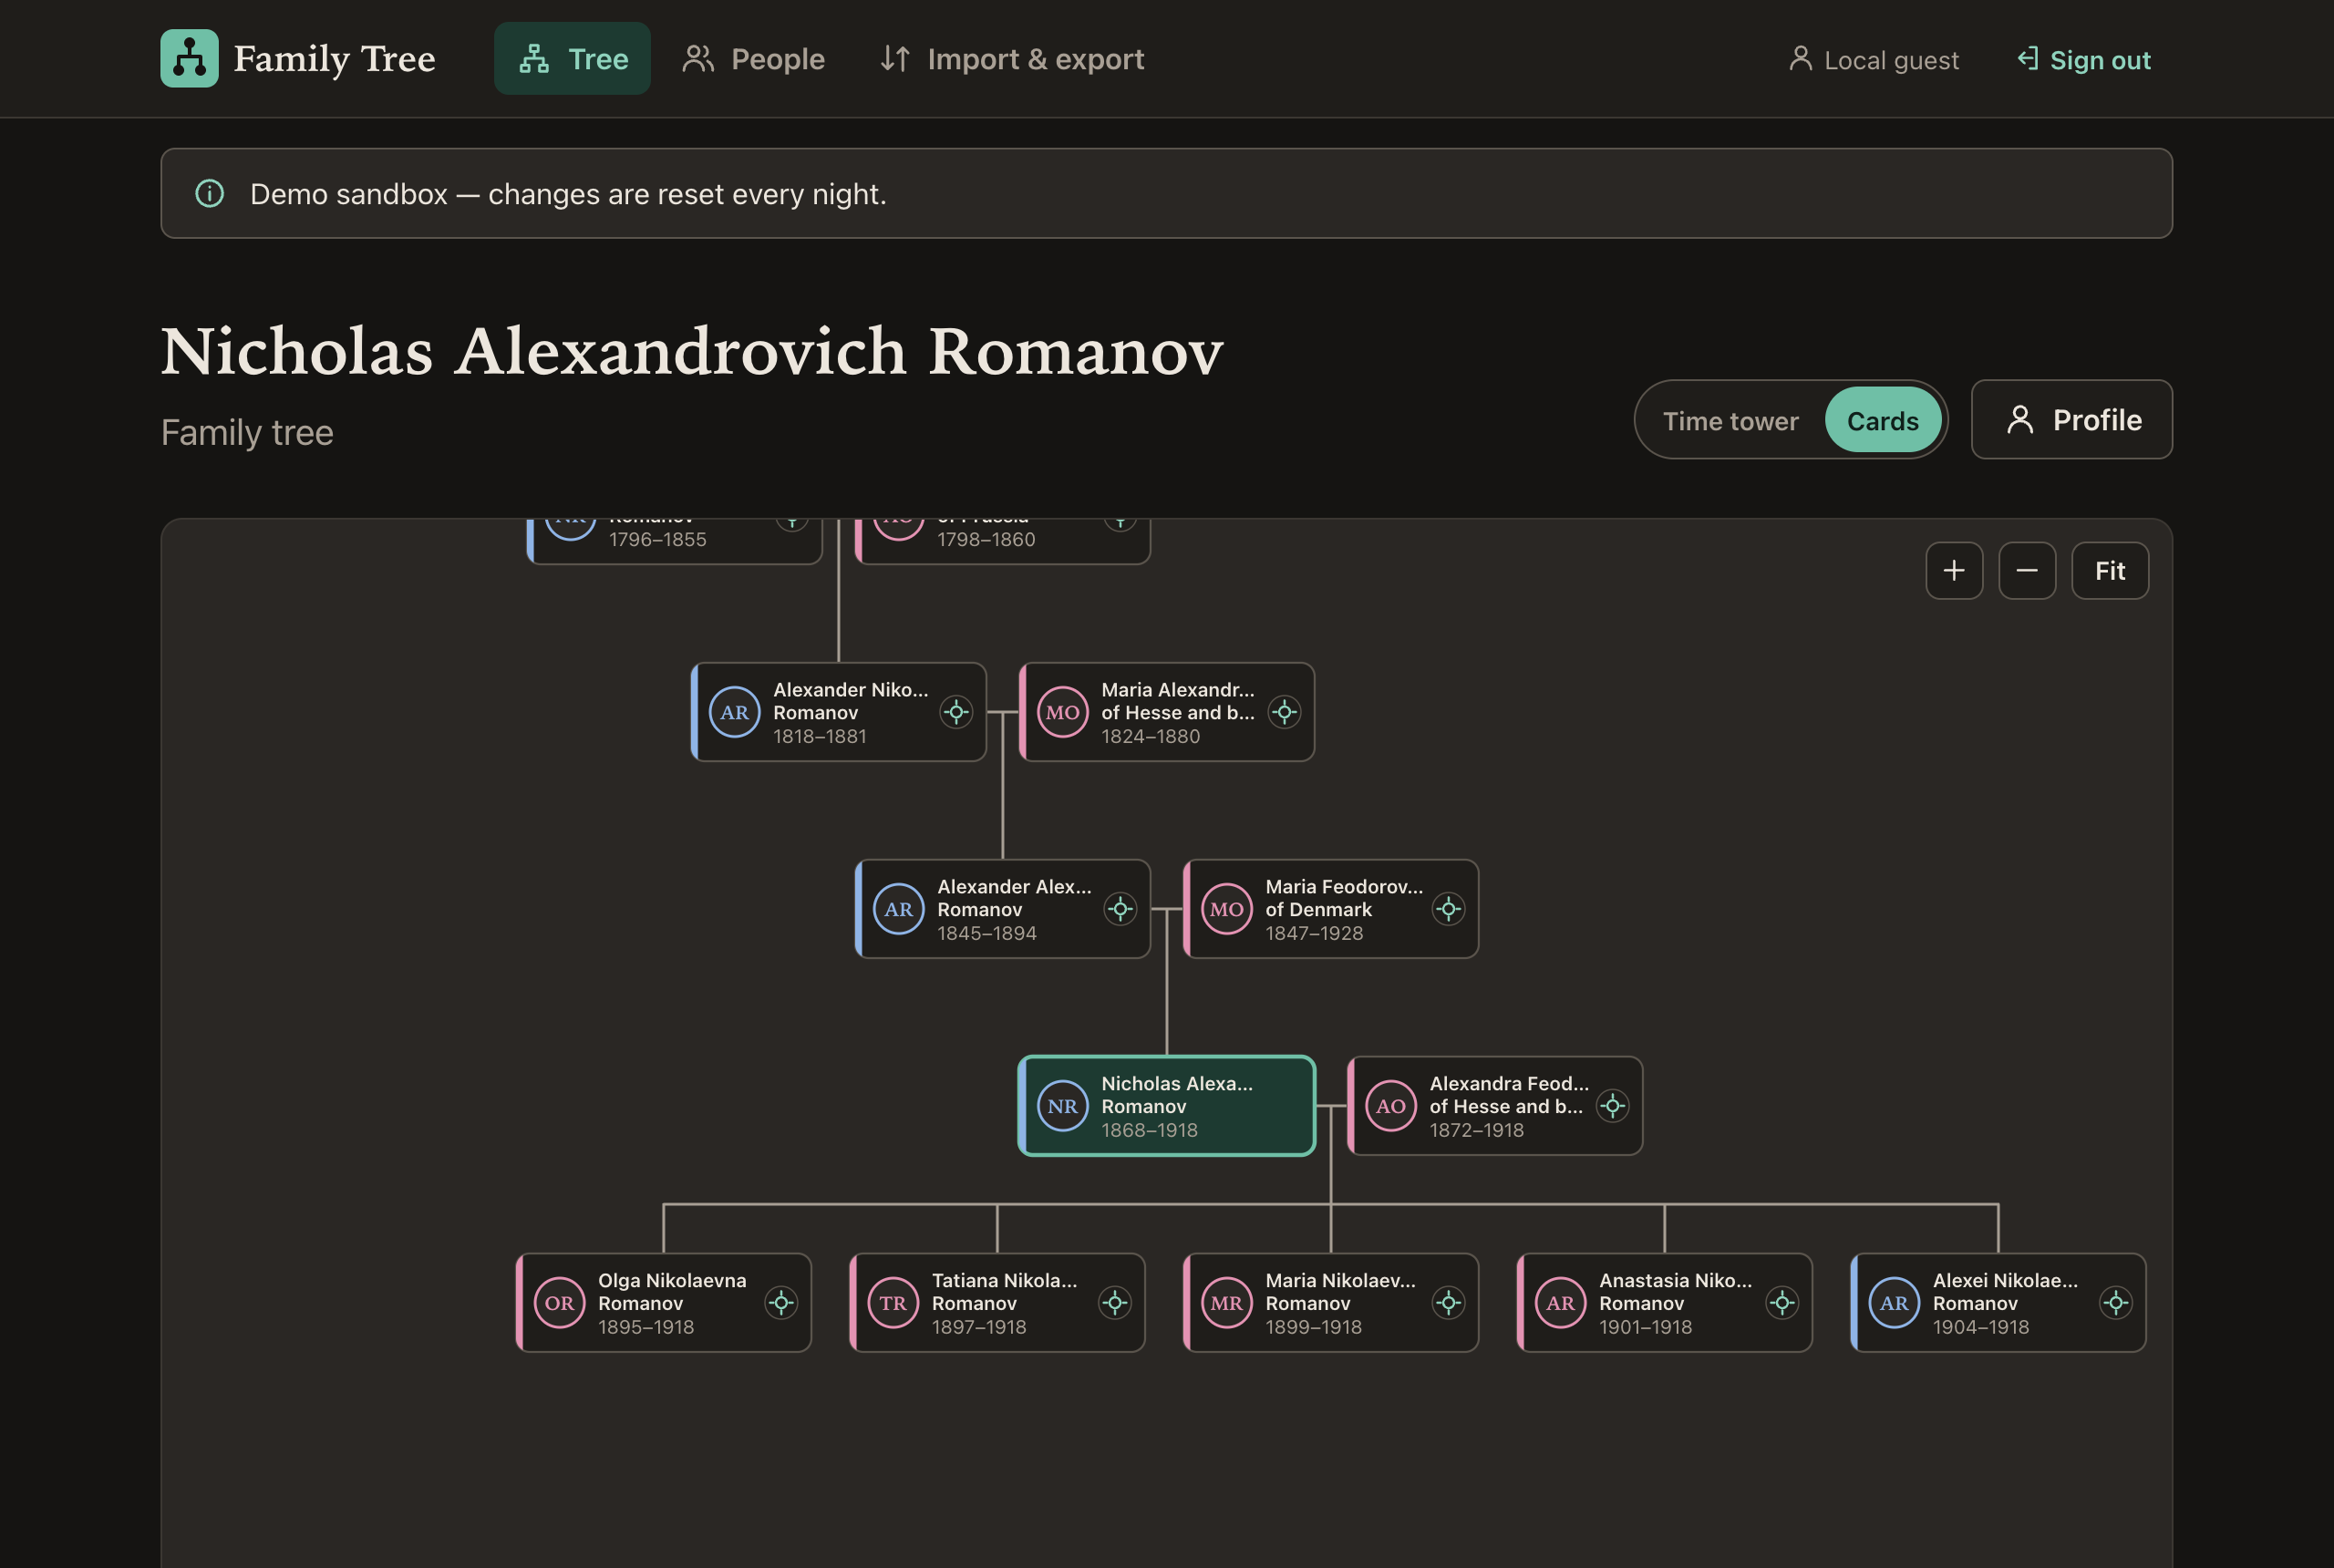 Family Tree
Tree
People
Import & export
Local guest
Sign out
Demo sandbox — changes are reset every night.
Nicholas Alexandrovich Romanov
Family tree
Time tower
Cards
Profile
1796–1855
1798–1860
Fit
AR
Alexander Niko...
Romanov
1818–1881
MO
Maria Alexandr...
of Hesse and b...
1824–1880
AR
Alexander Alex...
Romanov
1845–1894
MO
Maria Feodorov...
of Denmark
1847–1928
NR
Nicholas Alexa...
Romanov
1868–1918
AO
Alexandra Feod...
of Hesse and b...
1872–1918
OR
Olga Nikolaevna
Romanov
1895–1918
TR
Tatiana Nikola...
Romanov
1897–1918
MR
Maria Nikolaev...
Romanov
1899–1918
AR
Anastasia Niko...
Romanov
1901–1918
AR
Alexei Nikolae...
Romanov
1904–1918